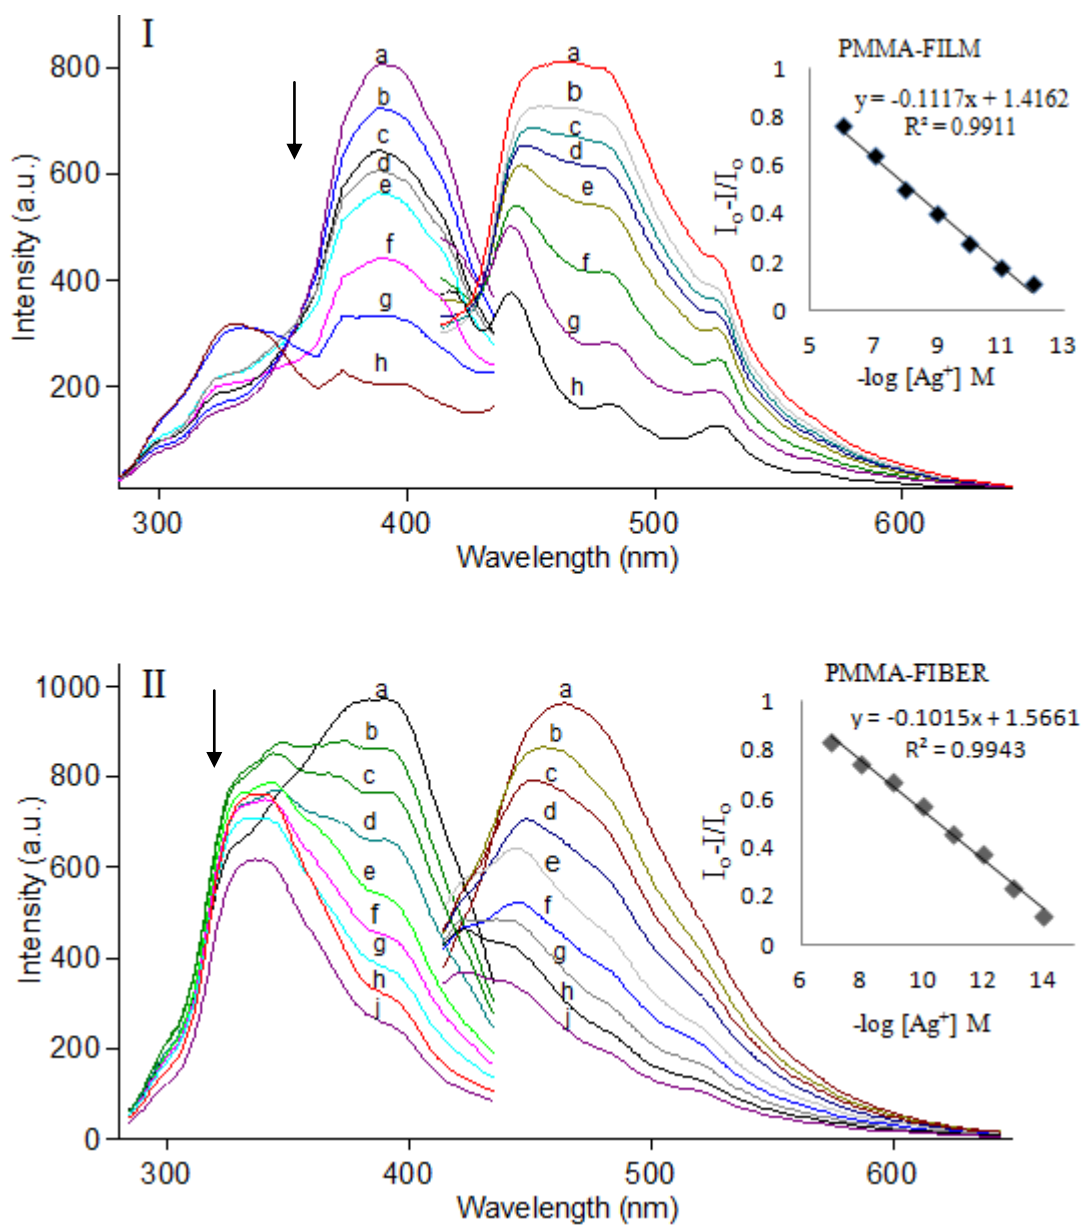 I
PMMA-FILM
y = -0.1117x + 1.4162
R² = 0.9911
Intensity (a.u.)
800
600
400
200
a
b
c
d
e
f
g
h
a
b
c
d
e
f
g
h
Iₒ-I/Iₒ
1
0.8
0.6
0.4
0.2
0
5 7 9 11 13
-log [Ag⁺] M
300 400 500 600
Wavelength (nm)
II
PMMA-FIBER
y = -0.1015x + 1.5661
R² = 0.9943
Intensity (a.u.)
1000
800
600
400
200
0
a
b
c
d
e
f
g
h
j
a
b
c
d
e
f
g
h
j
Iₒ-I/Iₒ
1
0.8
0.6
0.4
0.2
0
6 8 10 12 14
-log [Ag⁺] M
300 400 500 600
Wavelength (nm)